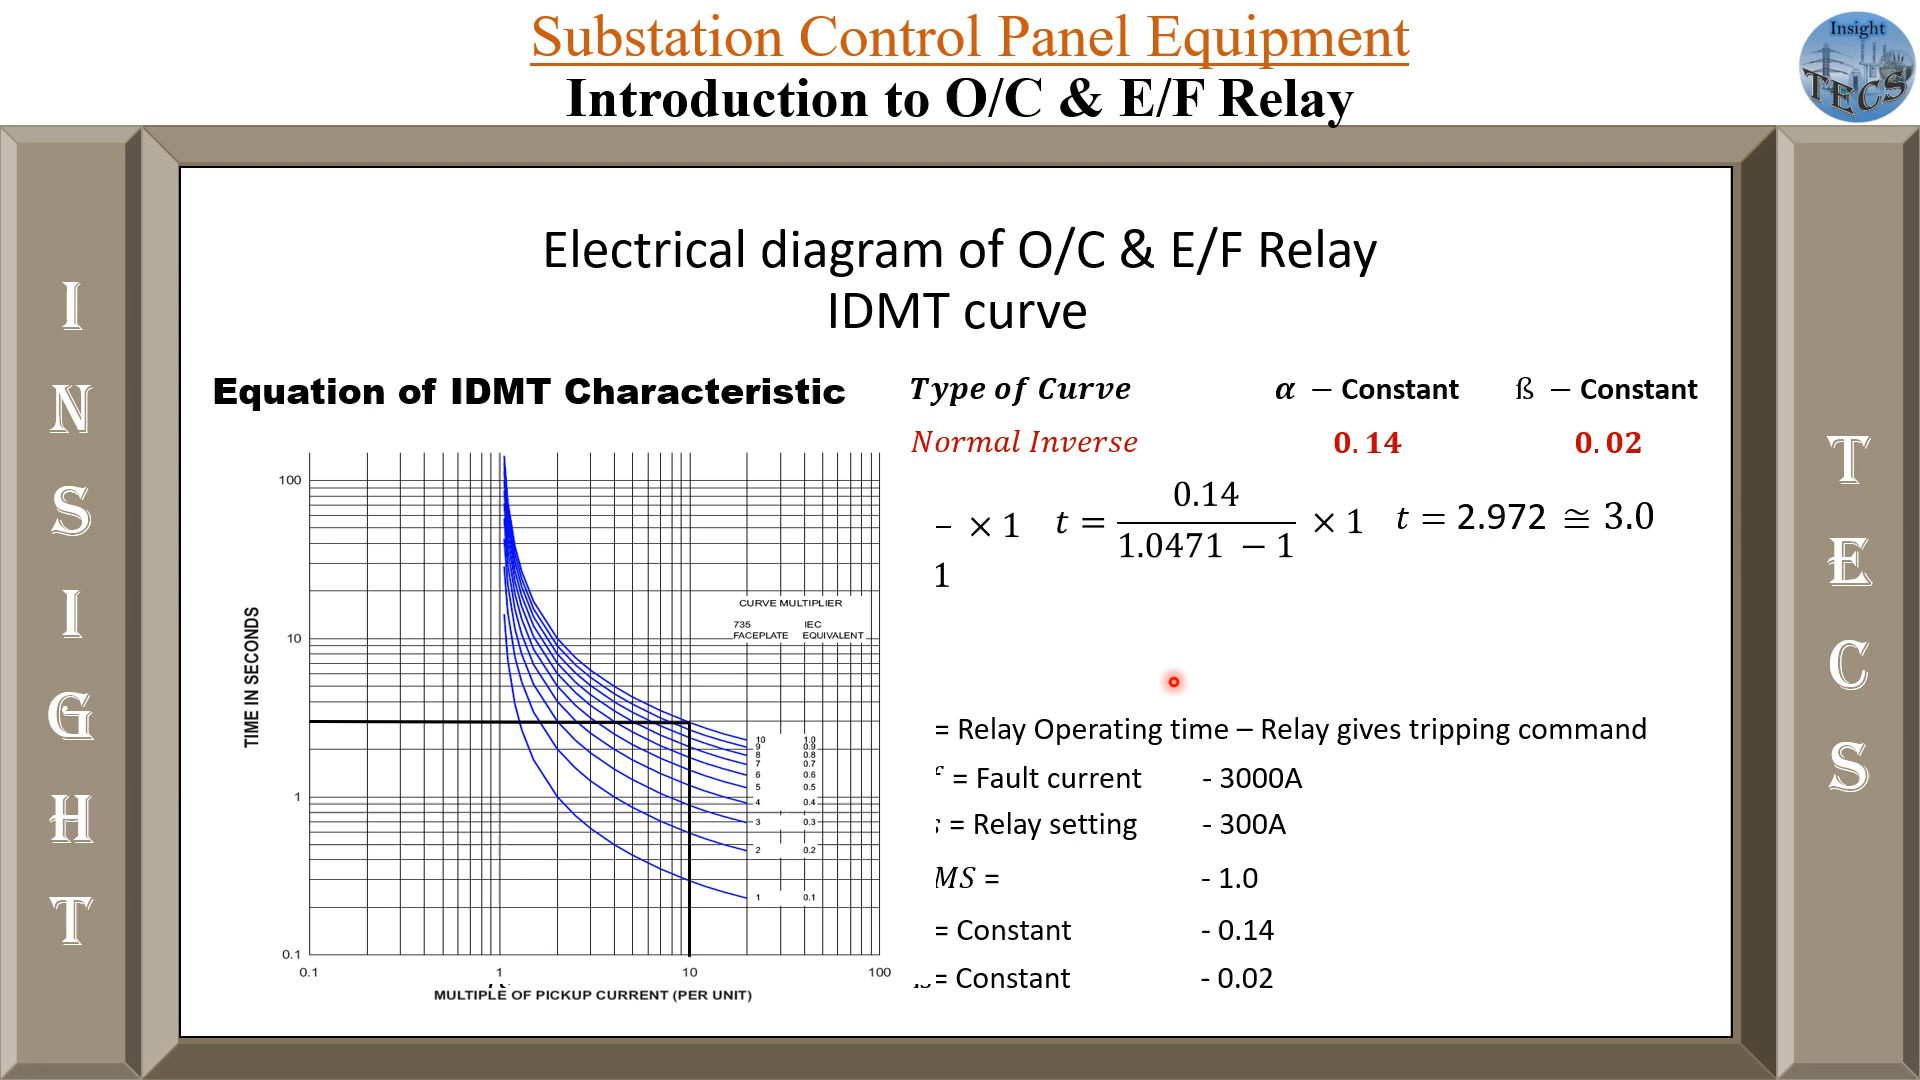 Substation Control Panel Equipment
Introduction to O/C & E/F Relay
Insight
TECS
INSIGHT
TECS
Electrical diagram of O/C & E/F Relay
IDMT curve
Equation of IDMT Characteristic
Type of Curve α − Constant ß − Constant
Normal Inverse 0.14 0.02
− × 1 t = 0.14 / 1.0471 − 1 × 1 t = 2.972 ≅ 3.0
1
100
10
1
0.1
TIME IN SECONDS
CURVE MULTIPLIER
735 IEC
FACEPLATE EQUIVALENT
10 1.0
9 0.9
8 0.8
7 0.7
6 0.6
5 0.5
4 0.4
3 0.3
2 0.2
1 0.1
0.1 1 10 100
MULTIPLE OF PICKUP CURRENT (PER UNIT)
= Relay Operating time – Relay gives tripping command
= Fault current - 3000A
= Relay setting - 300A
MS = - 1.0
= Constant - 0.14
= Constant - 0.02